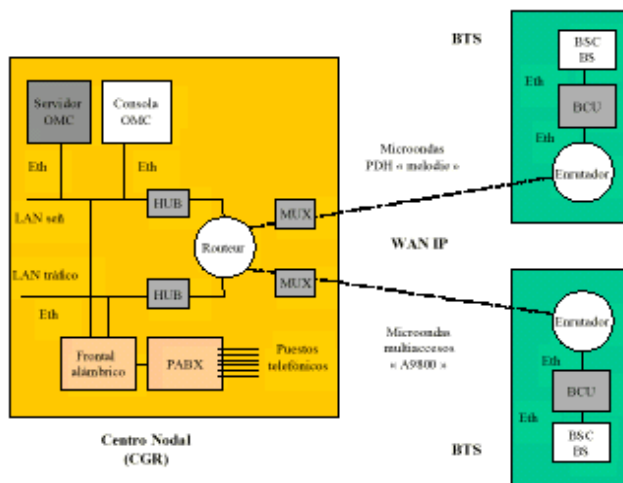 BTS
BSC
BS
Eth
BCU
Eth
Enrutador
Servidor
OMC
Consola
OMC
Eth
Eth
Microondas
PDH « melodie »
HUB
MUX
LAN señ
Routeur
WAN IP
MUX
LAN tráfico
HUB
Eth
Enrutador
Microondas
multiaccesos
« A9800 »
Frontal
alámbrico
PABX
Puestos
telefónicos
Eth
BCU
Eth
BSC
BS
Centro Nodal
(CGR)
BTS